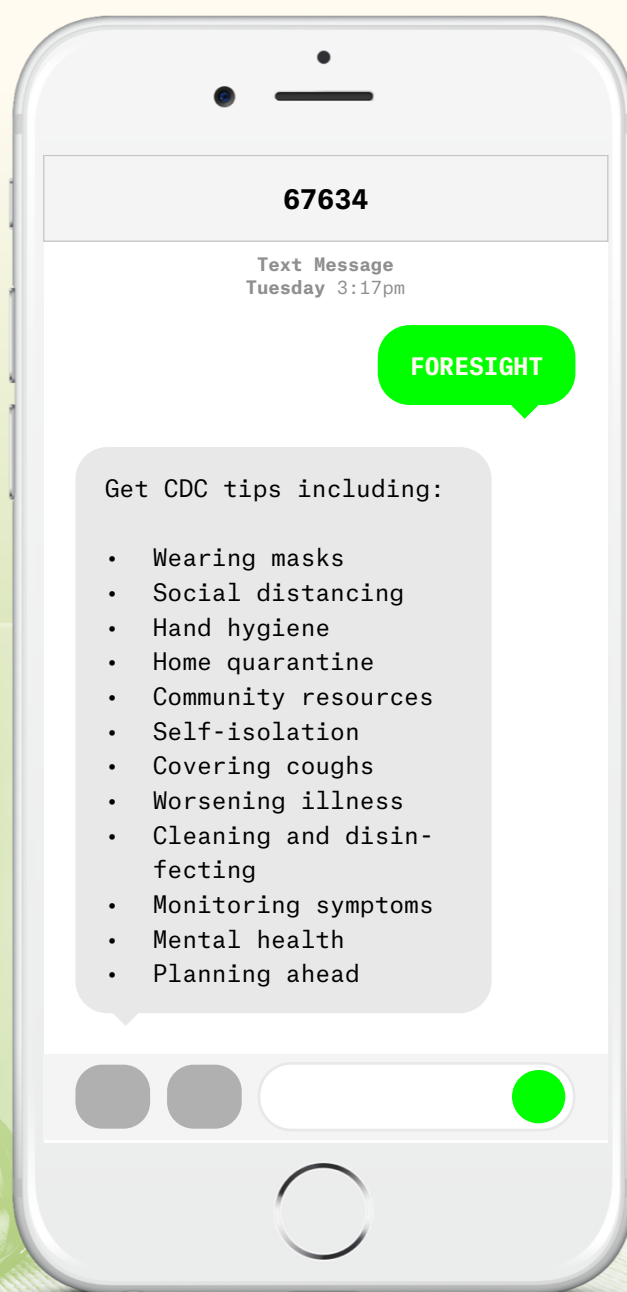 67634
Text Message
Tuesday 3:17pm
FORESIGHT
Get CDC tips including:
• Wearing masks
• Social distancing
• Hand hygiene
• Home quarantine
• Community resources
• Self-isolation
• Covering coughs
• Worsening illness
• Cleaning and disin-
fecting
• Monitoring symptoms
• Mental health
• Planning ahead